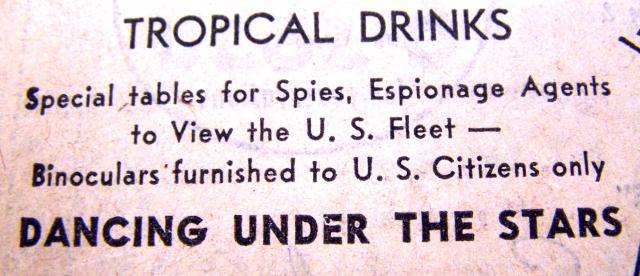 TROPICAL DRINKS
Special tables for Spies, Espionage Agents
to View the U. S. Fleet —
Binoculars furnished to U. S. Citizens only
DANCING UNDER THE STARS